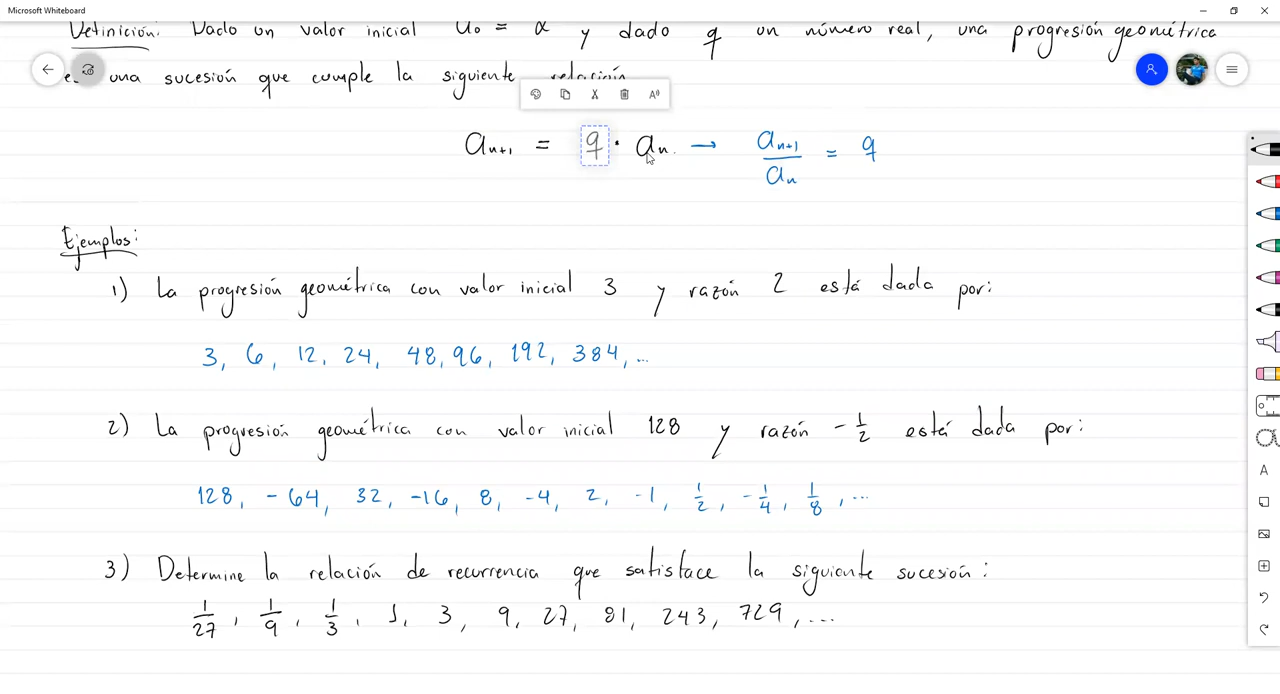 Microsoft Whiteboard
Definición: Dado un valor inicial a₀ = α y dado q un número real, una progresión geométrica
una sucesión que cumple la siguiente relación
aₙ₊₁ = q · aₙ. → aₙ₊₁/aₙ = q
Ejemplos:
1) La progresión geométrica con valor inicial 3 y razón 2 está dada por:
3, 6, 12, 24, 48, 96, 192, 384, ...
2) La progresión geométrica con valor inicial 128 y razón -1/2 está dada por:
128, -64, 32, -16, 8, -4, 2, -1, 1/2, -1/4, 1/8, ...
3) Determine la relación de recurrencia que satisface la siguiente sucesión:
1/27, 1/9, 1/3, 1, 3, 9, 27, 81, 243, 729, ...